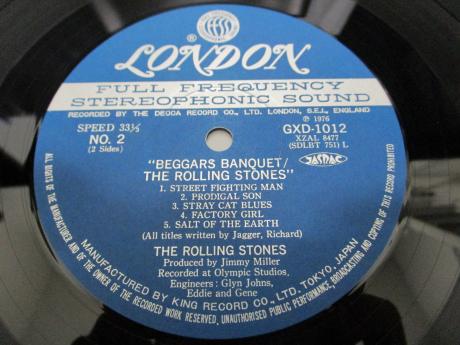 ffss
®
LONDON
FULL FREQUENCY
STEREOPHONIC SOUND
RECORDED BY THE DECCA RECORD CO., LTD. LONDON, S.E.I., ENGLAND
SPEED 33⅓
NO. 2
(2 Sides)
℗ 1976
GXD-1012
XZAL 8477
(SDLBT 751) L
"BEGGARS BANQUET/
THE ROLLING STONES"
JASRAC
1. STREET FIGHTING MAN
2. PRODIGAL SON
3. STRAY CAT BLUES
4. FACTORY GIRL
5. SALT OF THE EARTH
(All titles written by Jagger, Richard)
THE ROLLING STONES
Produced by Jimmy Miller
Recorded at Olympic Studios,
Engineers: Glyn Johns,
Eddie and Gene
MANUFACTURED BY KING RECORD CO., LTD. TOKYO, JAPAN
ALL RIGHTS OF THE MANUFACTURER AND OF THE OWNER OF THE RECORDED WORK RESERVED, UNAUTHORISED PUBLIC PERFORMANCE, BROADCASTING AND COPYING OF THIS RECORD PROHIBITED